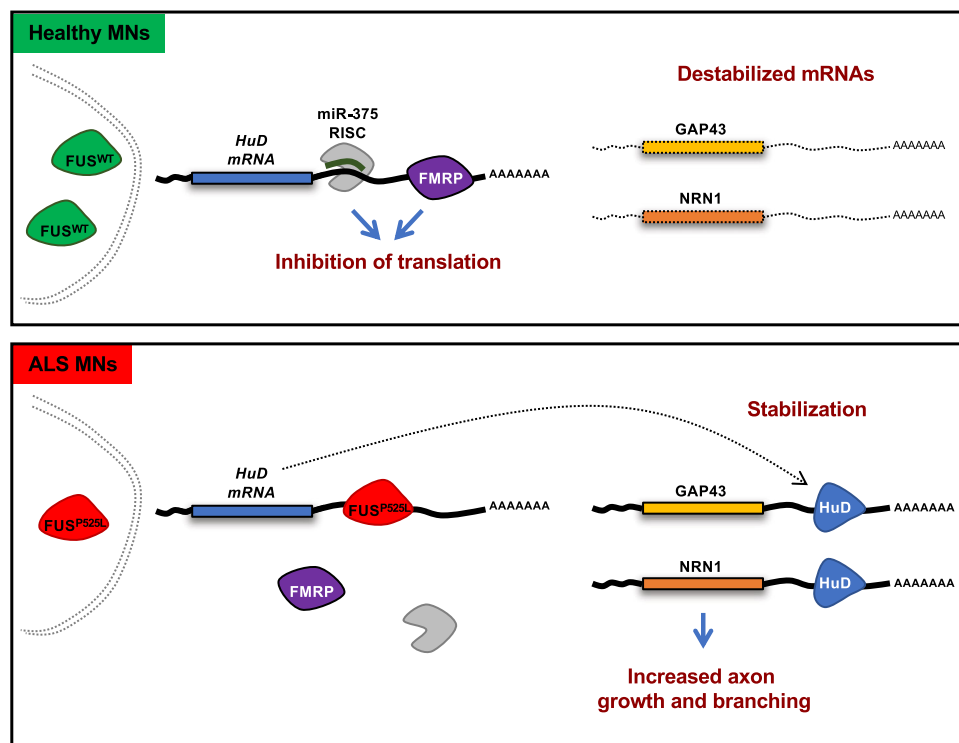 Healthy MNs
Destabilized mRNAs
miR-375
RISC
HuD
mRNA
GAP43
FUSWT
FMRP
AAAAAAA
AAAAAAA
NRN1
FUSWT
AAAAAAA
Inhibition of translation
ALS MNs
Stabilization
HuD
mRNA
GAP43
FUSP525L
FUSP525L
AAAAAAA
HuD
AAAAAAA
NRN1
FMRP
HuD
AAAAAAA
Increased axon
growth and branching